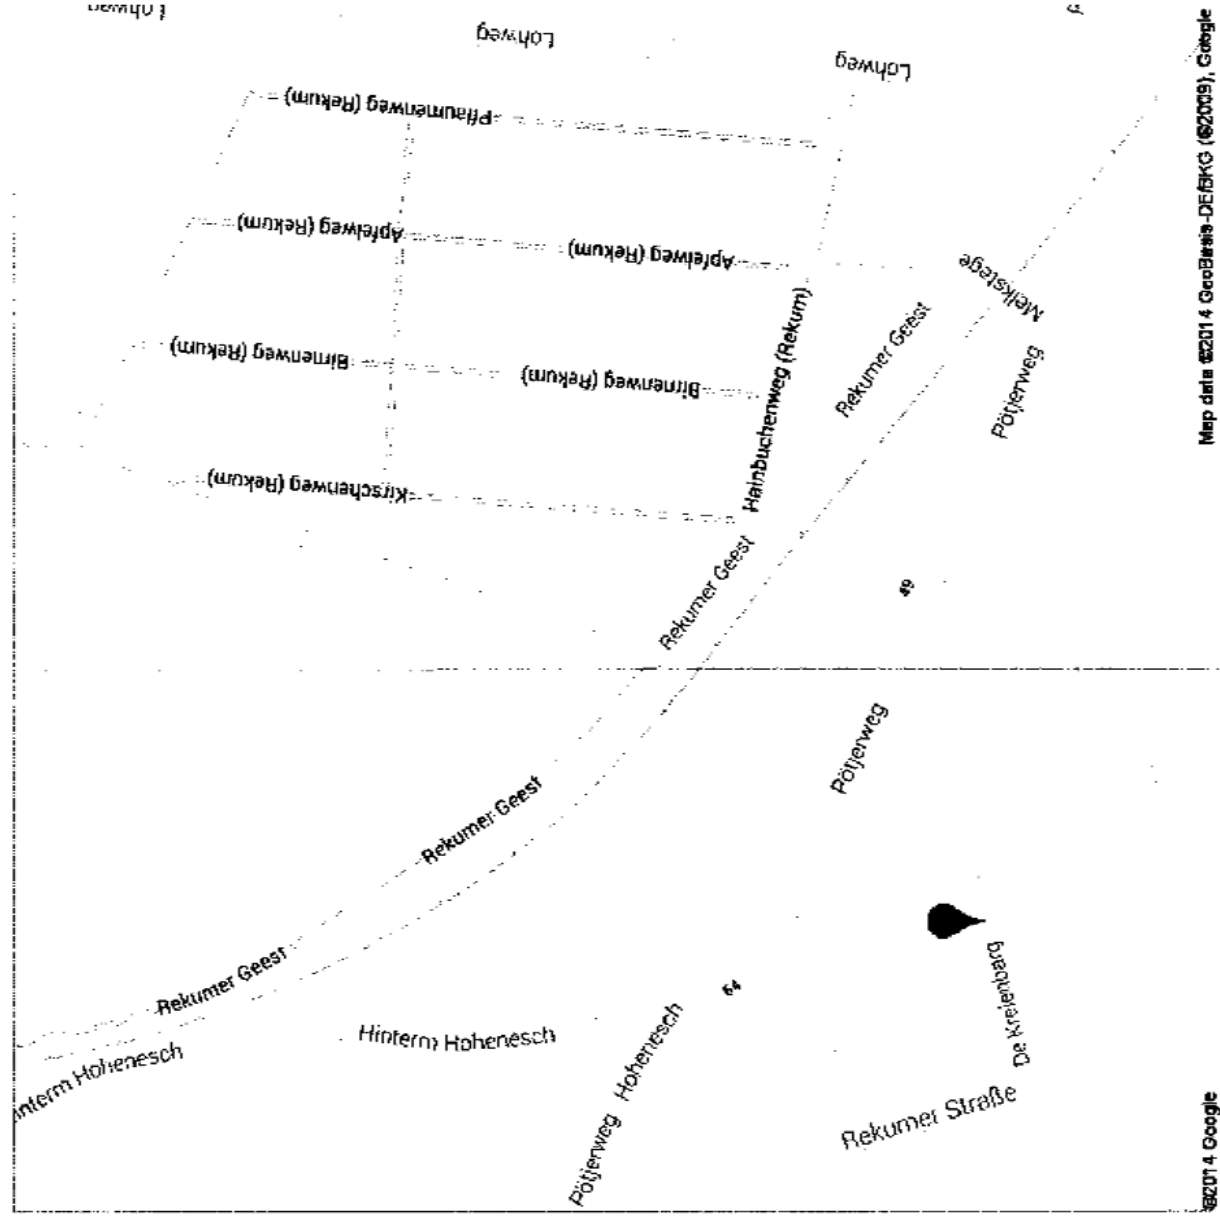 Lohweg
Lohweg
Pflaumenweg (Rekum)
Apfelweg (Rekum)
Apfelweg (Rekum)
Melkstege
Birnenweg (Rekum)
Birnenweg (Rekum)
Hainbuchenweg (Rekum)
Rekumer Geest
Pötjerweg
Kirschenweg (Rekum)
Rekumer Geest
49
Pötjerweg
Rekumer Geest
Rekumer Geest
De Kreienbarg
64
Hinterm Hohenesch
Hohenesch
interm Hohenesch
Rekumer Straße
Pötjerweg
Map data ©2014 GeoBasis-DE/BKG (©2009), Google
©2014 Google